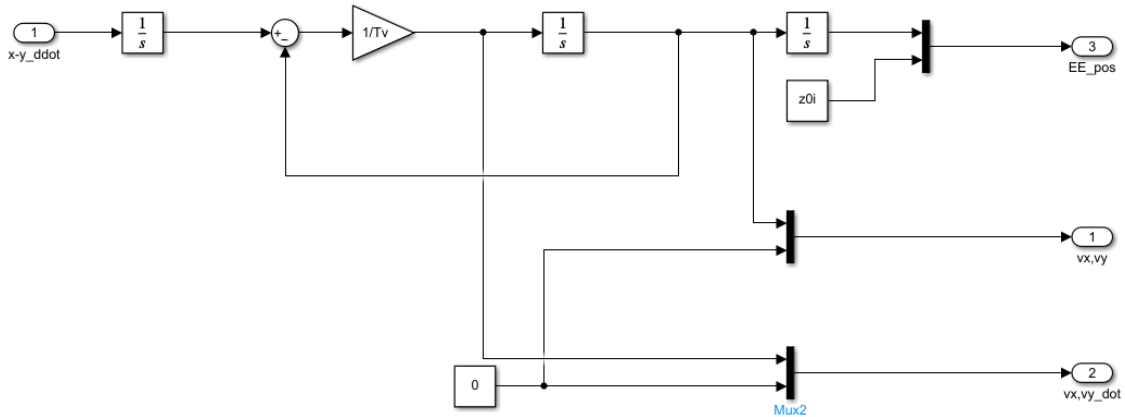 1
x-y_ddot
1
s
+
-
1/Tv
1
s
1
s
3
EE_pos
z0i
1
vx,vy
0
Mux2
2
vx,vy_dot